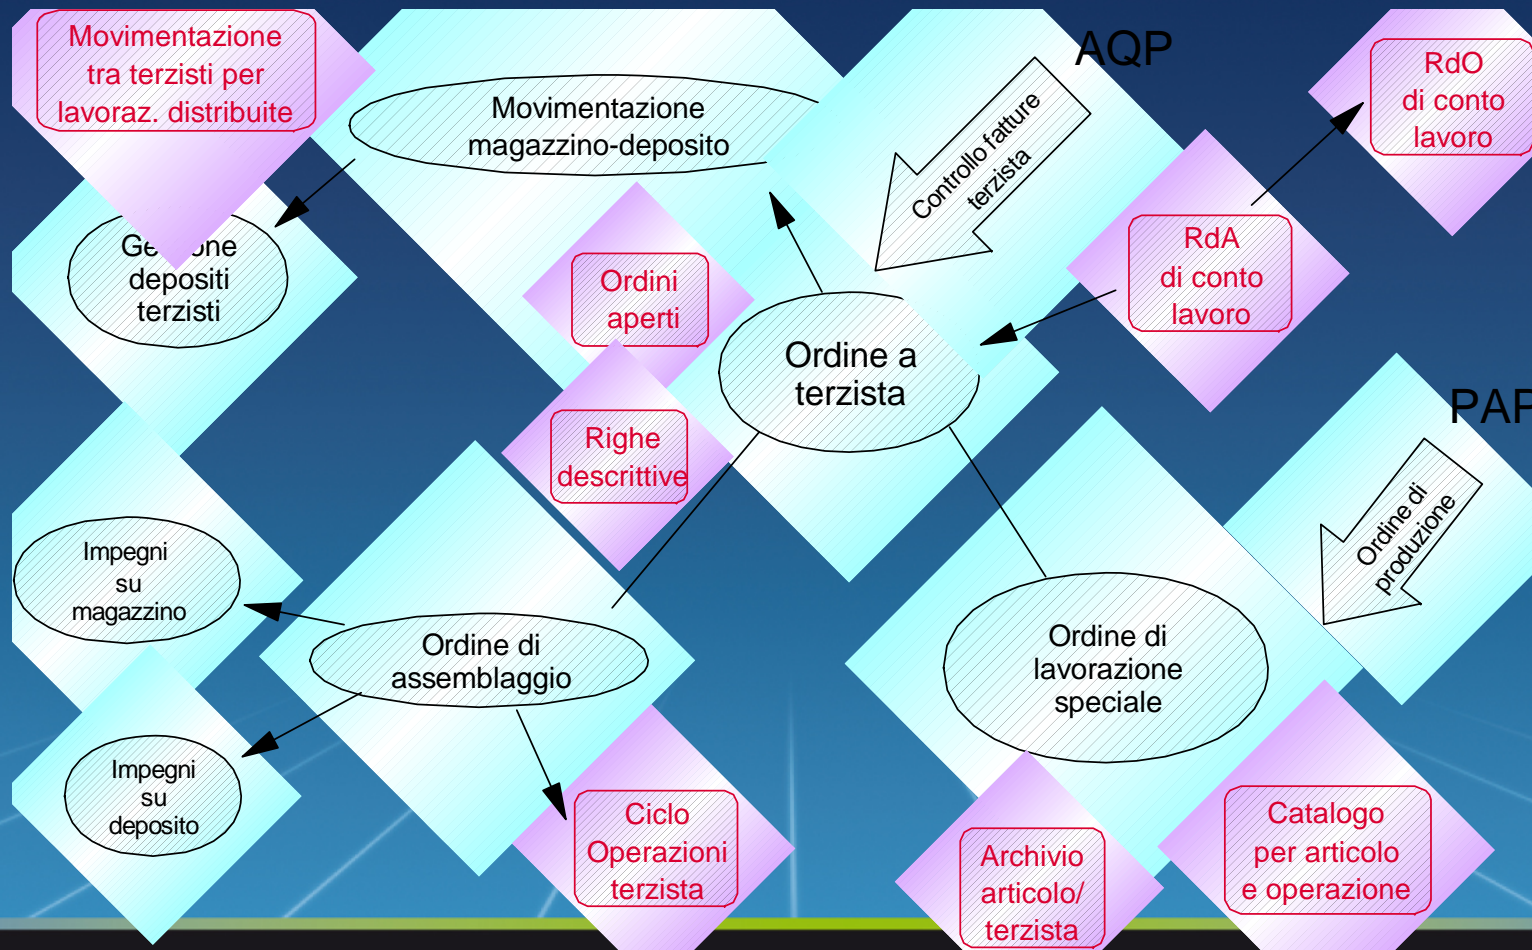 Movimentazione
tra terzisti per
lavoraz. distribuite
Movimentazione
magazzino-deposito
AQP
Controllo fatture
terzista
RdO
di conto
lavoro
RdA
di conto
lavoro
depositi
terzisti
Ordini
aperti
Ordine a
terzista
Righe
descrittive
PAP
Ordine di
produzione
Impegni
su
magazzino
Ordine di
assemblaggio
Ordine di
lavorazione
speciale
Impegni
su
deposito
Ciclo
Operazioni
terzista
Archivio
articolo/
terzista
Catalogo
per articolo
e operazione